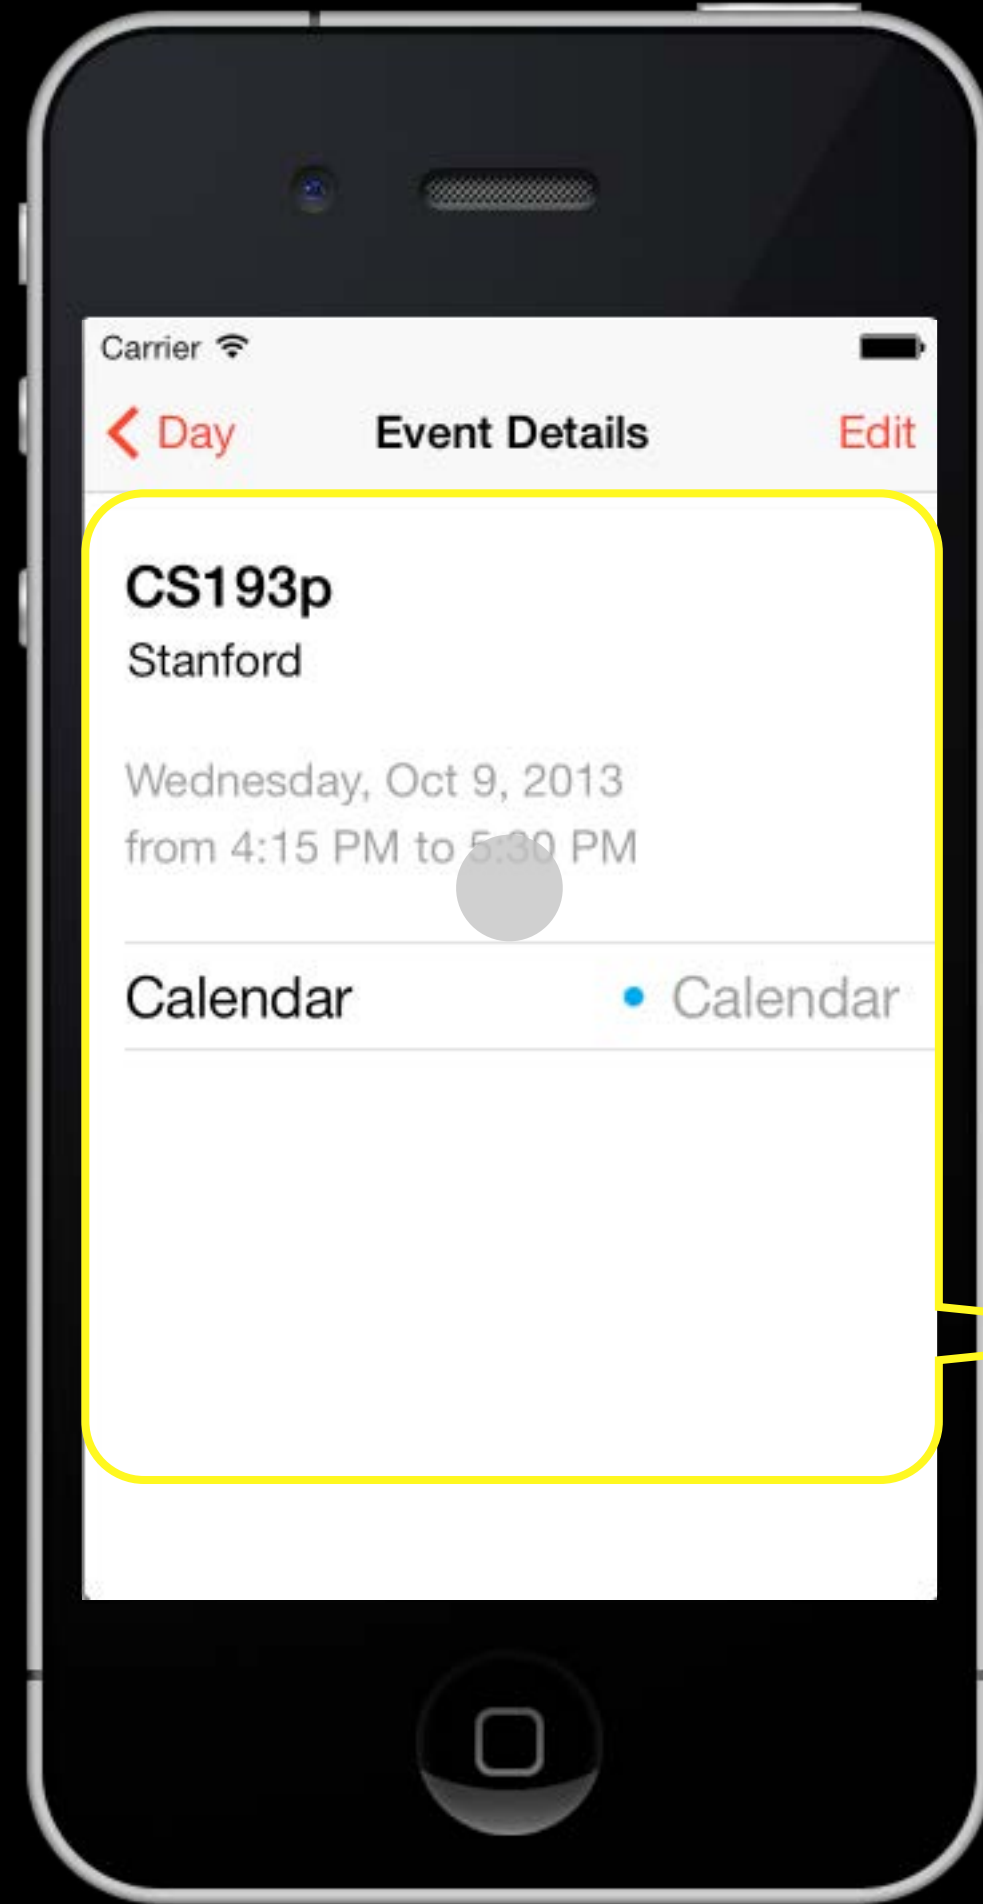 Carrier
Day Event Details Edit
CS193p
Stanford
Wednesday, Oct 9, 2013
from 4:15 PM to 5:30 PM
Calendar • Calendar